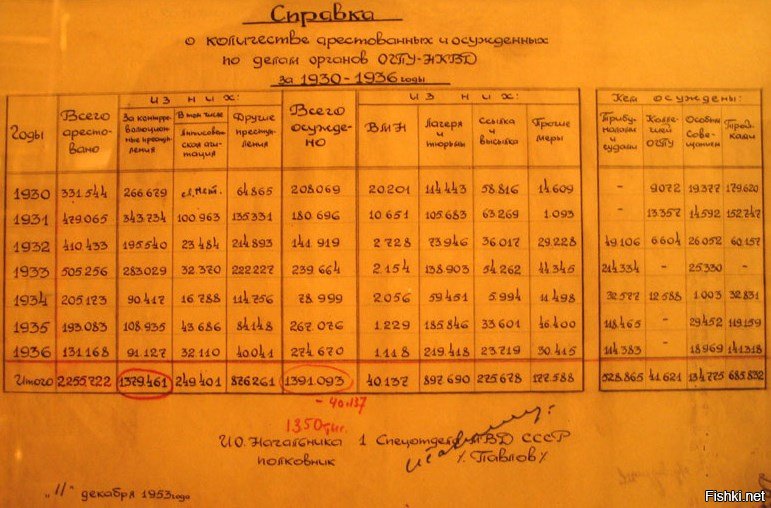 Справка
о количестве арестованных и осужденных
по делам органов ОГПУ-НКВД
за 1930-1936 годы
Годы Всего арестовано из них: Всего осуждено из них: Кем осуждены:
За контрреволюционные преступления В том числе Антисоветская агитация Другие преступления ВМН Лагеря и тюрьмы Ссылка и высылка Прочие меры Трибуналами и судами Коллегией ОГПУ Особым совещанием Тройками
1930 331.544 266.679 сл.нет. 64.865 208.069 20.201 114.443 58.816 14.609 - 9.072 19.377 179.620
1931 479.065 343.734 100.963 135.331 180.696 10.651 105.683 63.269 1.093 - 13.357 14.592 152.747
1932 410.433 195.540 23.484 214.893 141.919 2.728 73.946 36.017 29.228 49.106 6.604 26.052 60.157
1933 505.256 283.029 32.370 222.227 239.664 2.154 138.903 54.262 44.345 214.334 - 25.330 -
1934 205.173 90.417 16.788 114.756 78.999 2.056 59.451 5.994 11.498 32.577 12.588 1.003 32.831
1935 193.083 108.935 43.686 84.148 267.076 1.229 185.846 33.601 46.400 118.465 - 29.452 119.159
1936 131.168 91.127 32.110 40.041 274.670 1.118 219.418 23.719 30.415 114.383 - 18.969 141.318
Итого 2255.722 1379.461 249.401 876.261 1391.093 40.137 897.690 275.678 177.588 528.865 41.621 134.775 685.832
- 40.137
1350 тыс.
И.О. Начальника 1 Спецотдела МВД СССР
полковник /Павлов/
„11" декабря 1953 года
Fishki.net